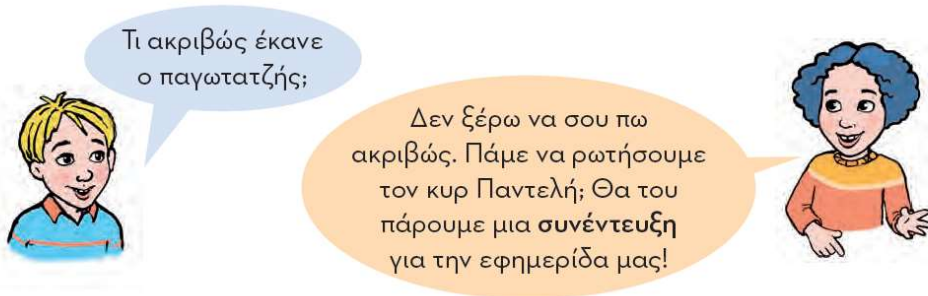 Τι ακριβώς έκανε
ο παγωτατζής;
Δεν ξέρω να σου πω
ακριβώς. Πάμε να ρωτήσουμε
τον κυρ Παντελή; Θα του
πάρουμε μια συνέντευξη
για την εφημερίδα μας!